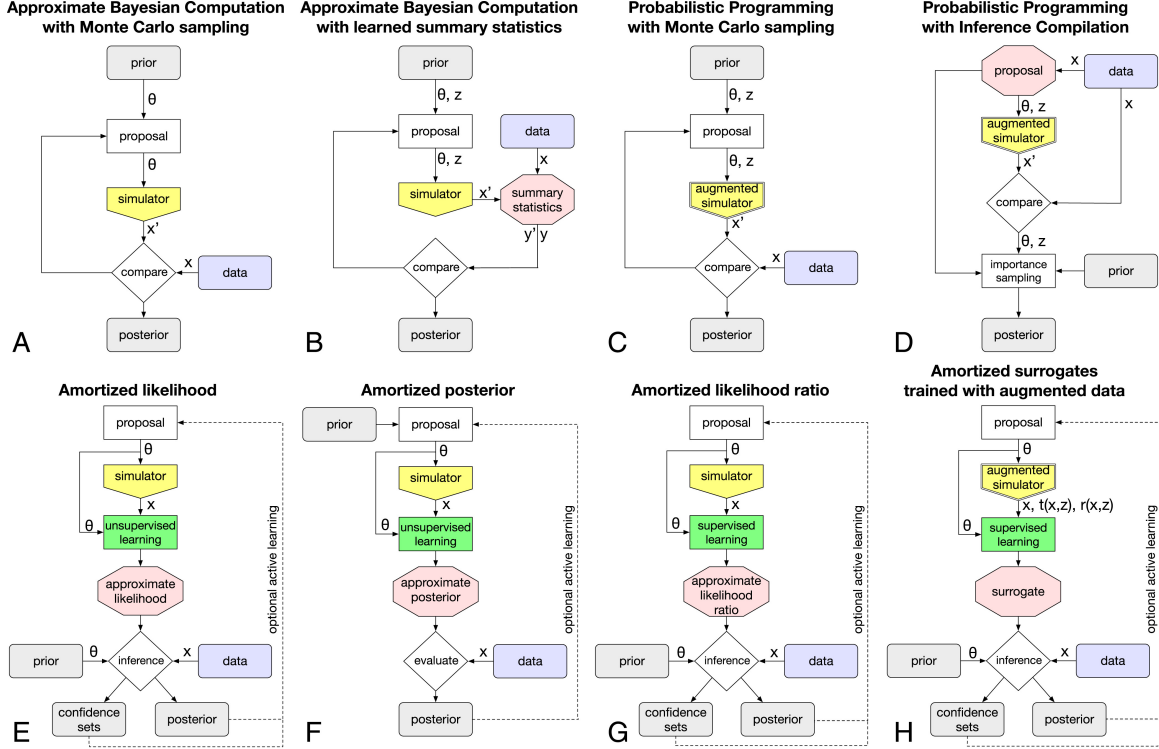 Approximate Bayesian Computation
with Monte Carlo sampling
prior
θ
proposal
θ
simulator
x'
compare
x
data
posterior
A
Approximate Bayesian Computation
with learned summary statistics
prior
θ, z
proposal
data
θ, z
x
simulator
x'
summary
statistics
y' y
compare
posterior
B
Probabilistic Programming
with Monte Carlo sampling
prior
θ, z
proposal
θ, z
augmented
simulator
x'
compare
x
data
posterior
C
Probabilistic Programming
with Inference Compilation
proposal
x
data
θ, z
x
augmented
simulator
x'
compare
θ, z
importance
sampling
prior
posterior
D
Amortized likelihood
proposal
θ
simulator
x
θ
unsupervised
learning
approximate
likelihood
optional active learning
prior
θ
inference
x
data
confidence
sets
posterior
E
Amortized posterior
prior
proposal
θ
simulator
x
θ
unsupervised
learning
approximate
posterior
optional active learning
evaluate
x
data
posterior
F
Amortized likelihood ratio
proposal
θ
simulator
x
θ
supervised
learning
approximate
likelihood
ratio
optional active learning
prior
θ
inference
x
data
confidence
sets
posterior
G
Amortized surrogates
trained with augmented data
proposal
θ
augmented
simulator
x, t(x,z), r(x,z)
θ
supervised
learning
surrogate
optional active learning
prior
θ
inference
x
data
confidence
sets
posterior
H